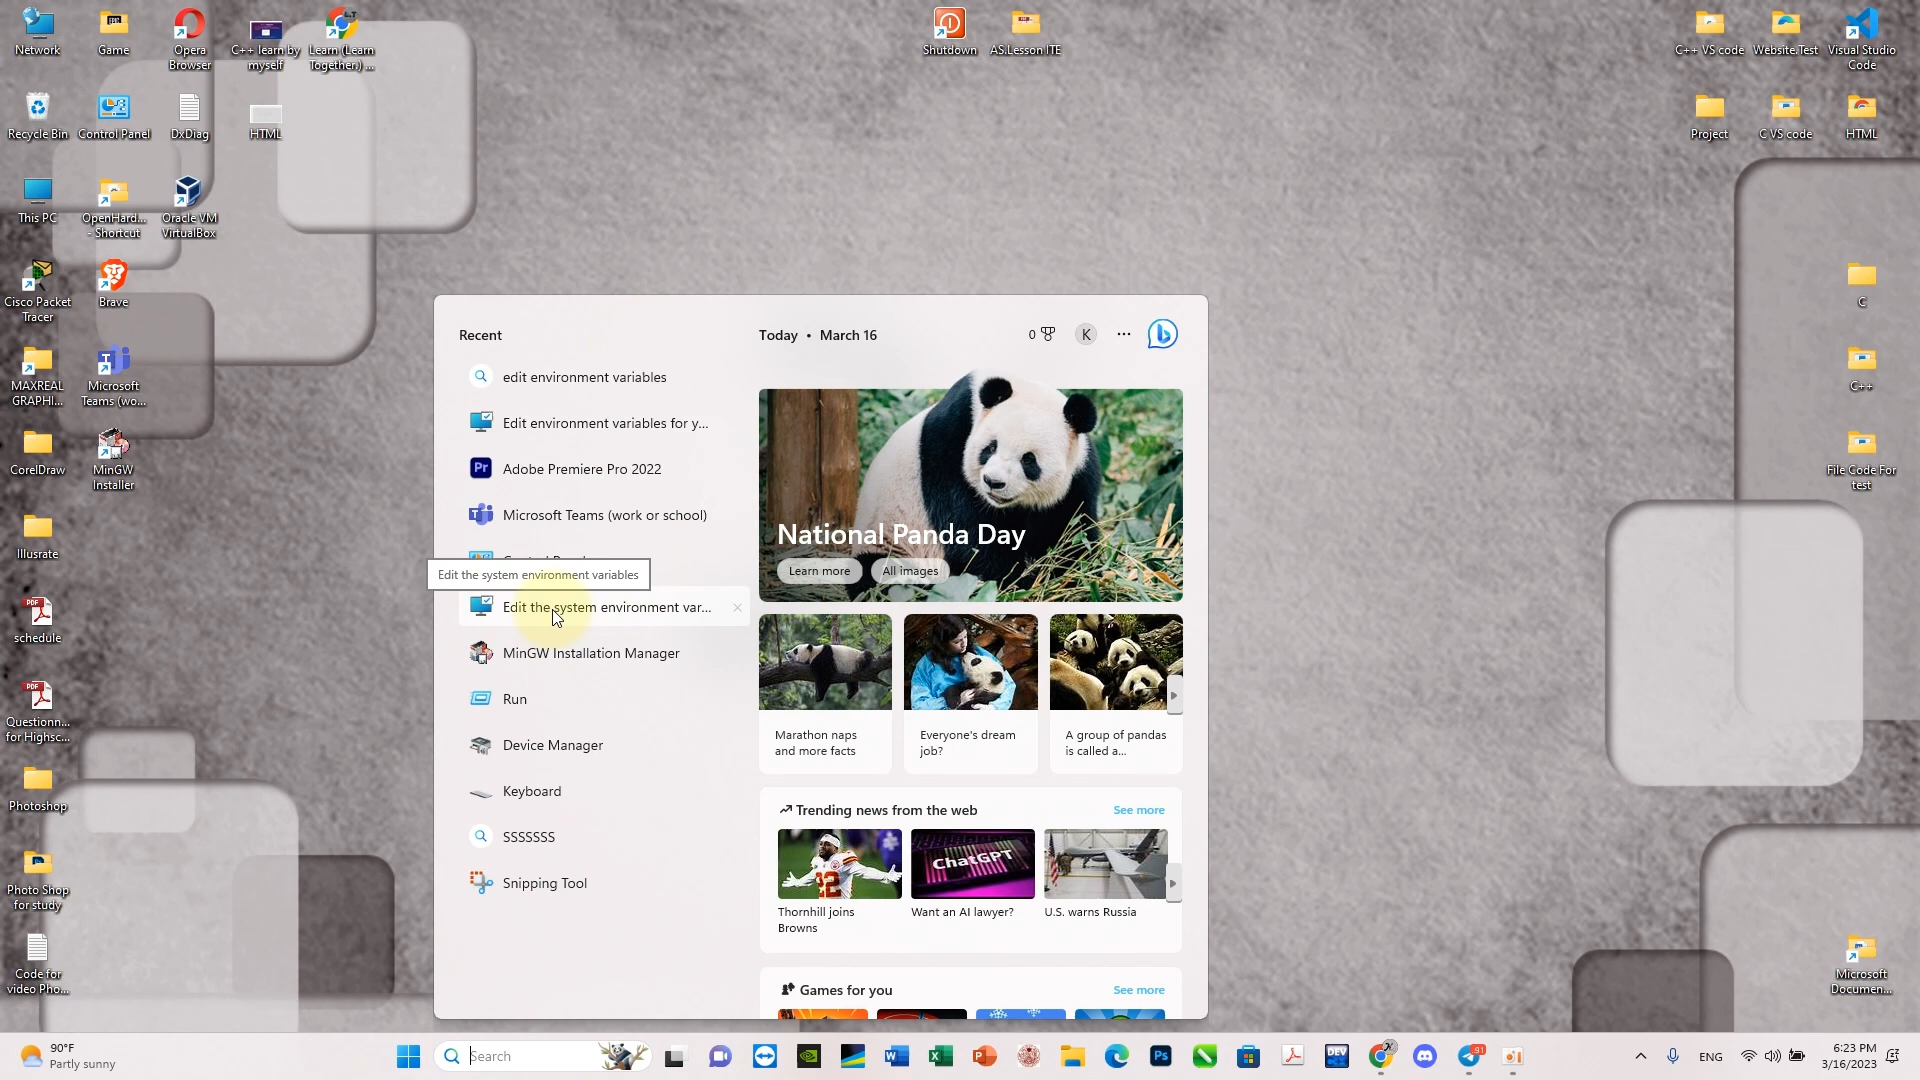 Network
Game
Opera
Browser
C++ learn by
myself
Learn (Learn
Together.) ...
Shutdown
AS.Lesson ITE
C++ VS code
Website.Test
Visual Studio
Code
Recycle Bin
Control Panel
DxDiag
HTML
Project
C VS code
HTML
This PC
OpenHard...
- Shortcut
Oracle VM
VirtualBox
Cisco Packet
Tracer
Brave
C
MAXREAL
GRAPHI...
Microsoft
Teams (wo...
C++
CorelDraw
MinGW
Installer
File Code For
test
Illusrate
schedule
Questionn...
for Highsc...
Photoshop
Photo Shop
for study
Code for
video Pho...
Microsoft
Documen...
Recent
edit environment variables
Edit environment variables for y...
Adobe Premiere Pro 2022
Microsoft Teams (work or school)
Edit the system environment variables
Edit the system environment var...
MinGW Installation Manager
Run
Device Manager
Keyboard
SSSSSSS
Snipping Tool
Today • March 16
0
K
National Panda Day
Learn more
All images
Marathon naps
and more facts
Everyone's dream
job?
A group of pandas
is called a...
Trending news from the web
See more
ChatGPT
Thornhill joins
Browns
Want an AI lawyer?
U.S. warns Russia
Games for you
See more
90°F
Partly sunny
Search
DEV
91
ENG
6:23 PM
3/16/2023